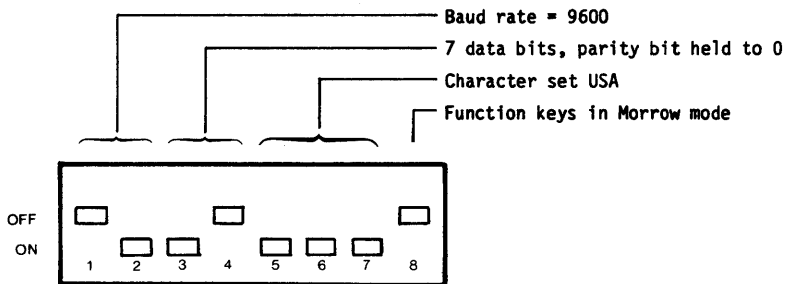 Baud rate = 9600
7 data bits, parity bit held to 0
Character set USA
Function keys in Morrow mode
OFF
ON
1 2 3 4 5 6 7 8